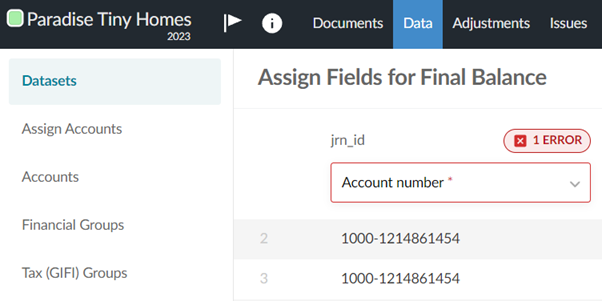 Paradise Tiny Homes
2023
Documents
Data
Adjustments
Issues
Datasets
Assign Accounts
Accounts
Financial Groups
Tax (GIFI) Groups
Assign Fields for Final Balance
jrn_id
1 ERROR
Account number *
2 1000-1214861454
3 1000-1214861454